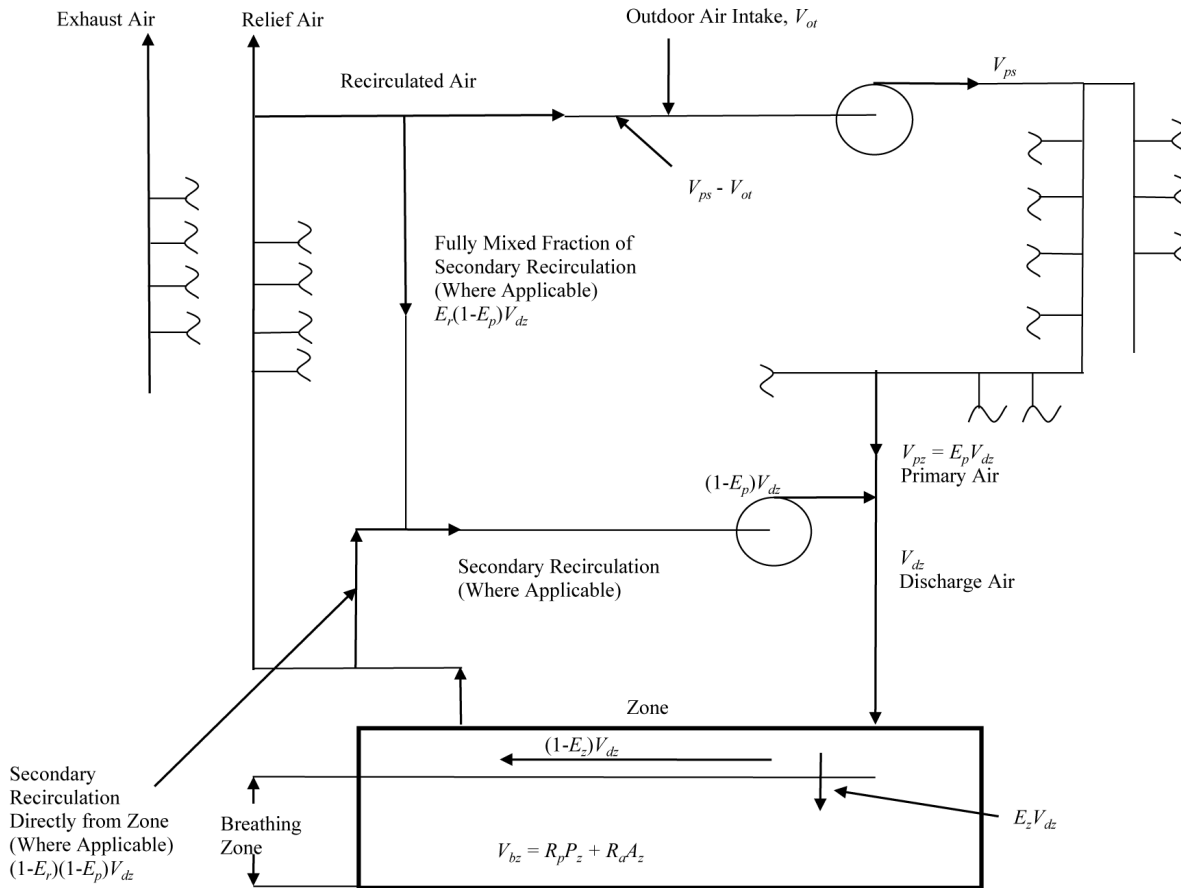 Exhaust Air
Relief Air
Outdoor Air Intake, V_ot
Recirculated Air
V_ps
V_ps - V_ot
Fully Mixed Fraction of
Secondary Recirculation
(Where Applicable)
E_r(1-E_p)V_dz
V_pz = E_pV_dz
Primary Air
(1-E_p)V_dz
Secondary Recirculation
(Where Applicable)
V_dz
Discharge Air
Zone
(1-E_z)V_dz
Secondary
Recirculation
Directly from Zone
(Where Applicable)
(1-E_r)(1-E_p)V_dz
Breathing
Zone
E_zV_dz
V_bz = R_pP_z + R_aA_z